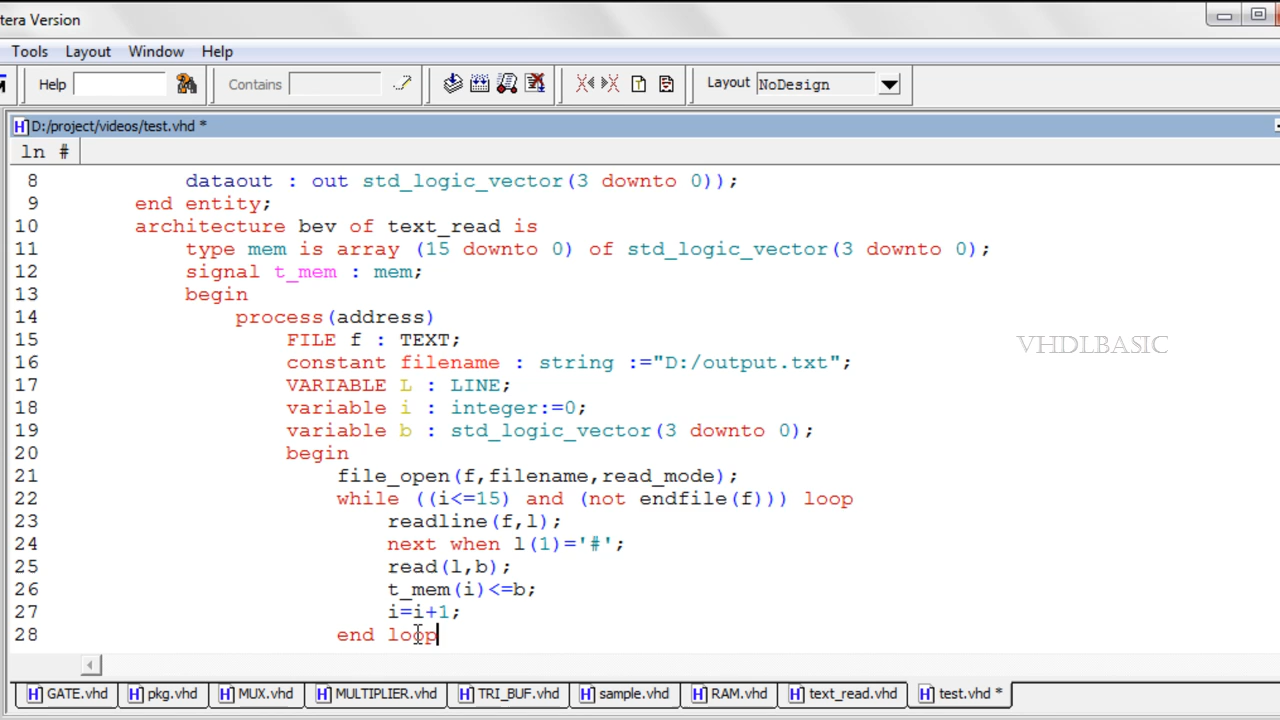 tera Version
Tools Layout Window Help
Help Contains Layout NoDesign
D:/project/videos/test.vhd *
ln #
8 dataout : out std_logic_vector(3 downto 0));
9 end entity;
10 architecture bev of text_read is
11 type mem is array (15 downto 0) of std_logic_vector(3 downto 0);
12 signal t_mem : mem;
13 begin
14 process(address)
15 FILE f : TEXT;
16 constant filename : string :="D:/output.txt";
17 VARIABLE L : LINE;
18 variable i : integer:=0;
19 variable b : std_logic_vector(3 downto 0);
20 begin
21 file_open(f,filename,read_mode);
22 while ((i<=15) and (not endfile(f))) loop
23 readline(f,l);
24 next when l(1)='#';
25 read(l,b);
26 t_mem(i)<=b;
27 i=i+1;
28 end loop
VHDLBASIC
GATE.vhd pkg.vhd MUX.vhd MULTIPLIER.vhd TRI_BUF.vhd sample.vhd RAM.vhd text_read.vhd test.vhd *